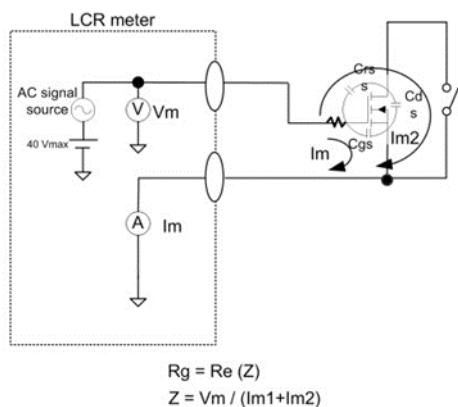 LCR meter
AC signal
source
40 Vmax
V
Vm
A
Im
Crs
s
Cd
s
Cgs
s
Im
Im2
Rg = Re (Z)
Z = Vm / (Im1+Im2)